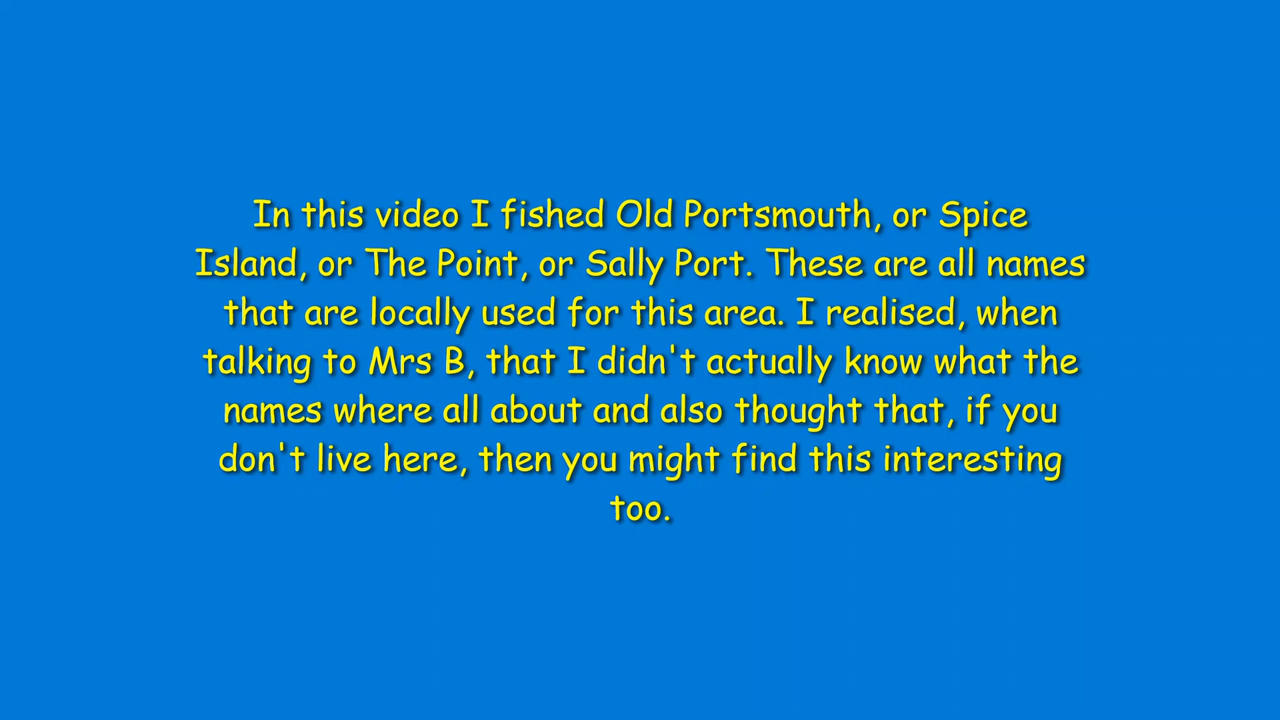 In this video I fished Old Portsmouth, or Spice
Island, or The Point, or Sally Port. These are all names
that are locally used for this area. I realised, when
talking to Mrs B, that I didn't actually know what the
names where all about and also thought that, if you
don't live here, then you might find this interesting
too.